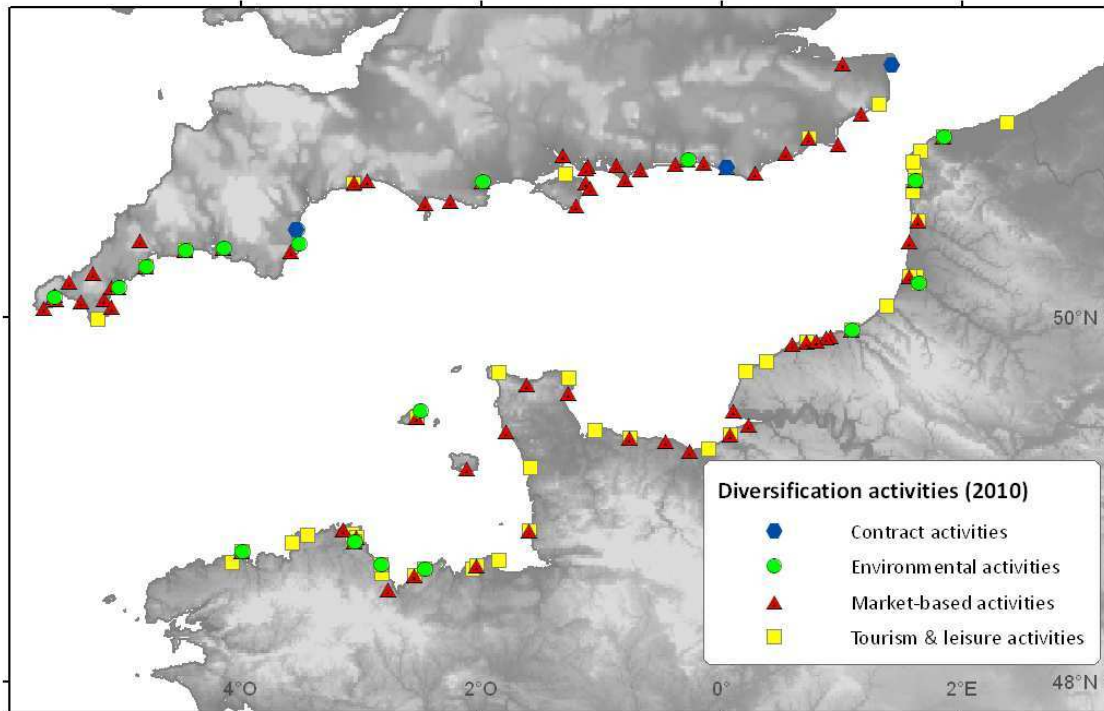 50°N
Diversification activities (2010)
Contract activities
Environmental activities
Market-based activities
Tourism & leisure activities
4°O
2°O
0°
2°E
48°N